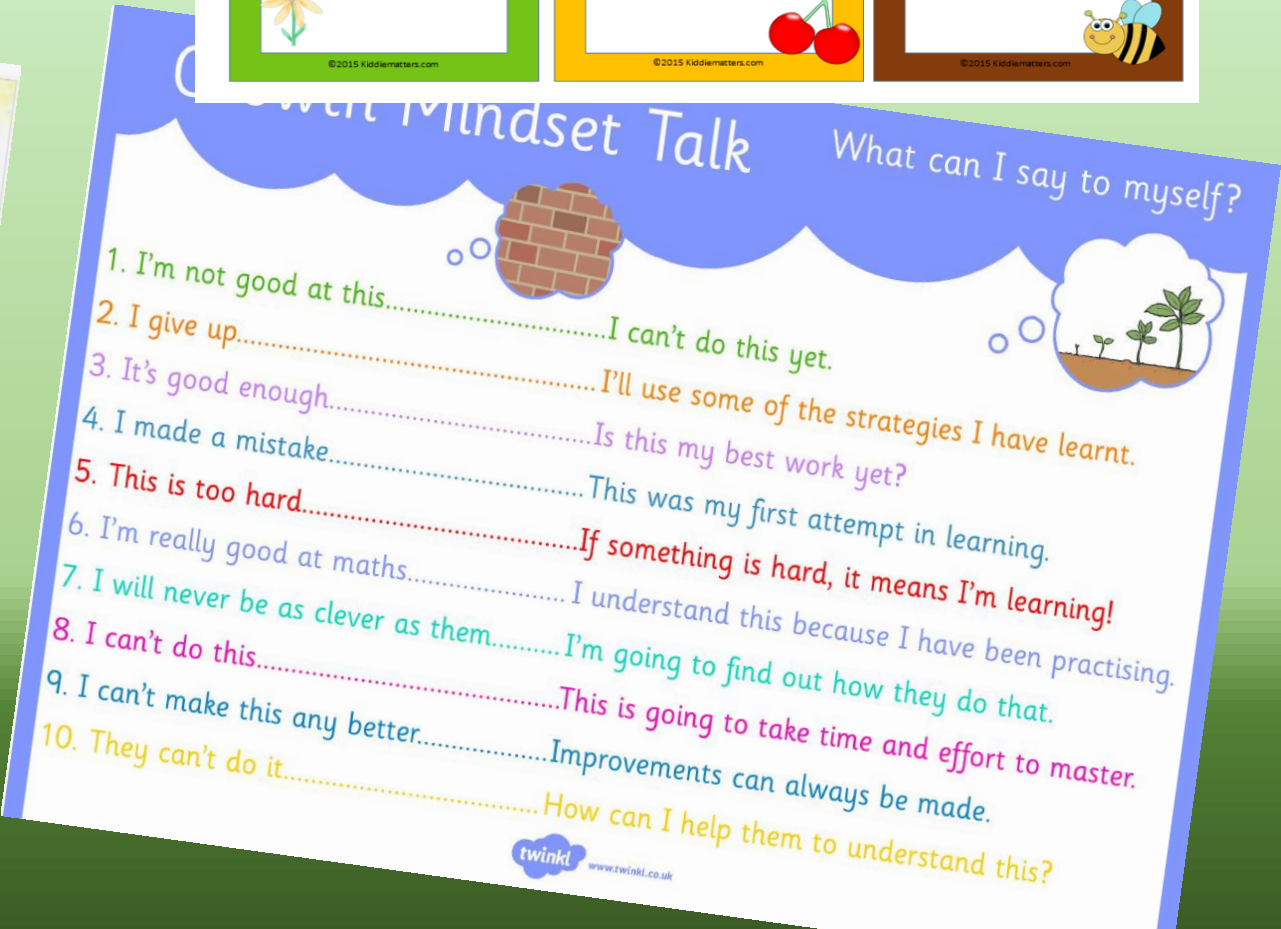 ©2015 Kiddiematters.com
©2015 Kiddiematters.com
©2015 Kiddiematters.com
Mindset Talk
What can I say to myself?
1. I'm not good at this..............................I can't do this yet.
2. I give up.................................................I'll use some of the strategies I have learnt.
3. It's good enough....................................Is this my best work yet?
4. I made a mistake...................................This was my first attempt in learning.
5. This is too hard......................................If something is hard, it means I'm learning!
6. I'm really good at maths......................I understand this because I have been practising.
7. I will never be as clever as them.........I'm going to find out how they do that.
8. I can't do this.........................................This is going to take time and effort to master.
9. I can't make this any better..................Improvements can always be made.
10. They can't do it...................................How can I help them to understand this?
twinkl
www.twinkl.co.uk